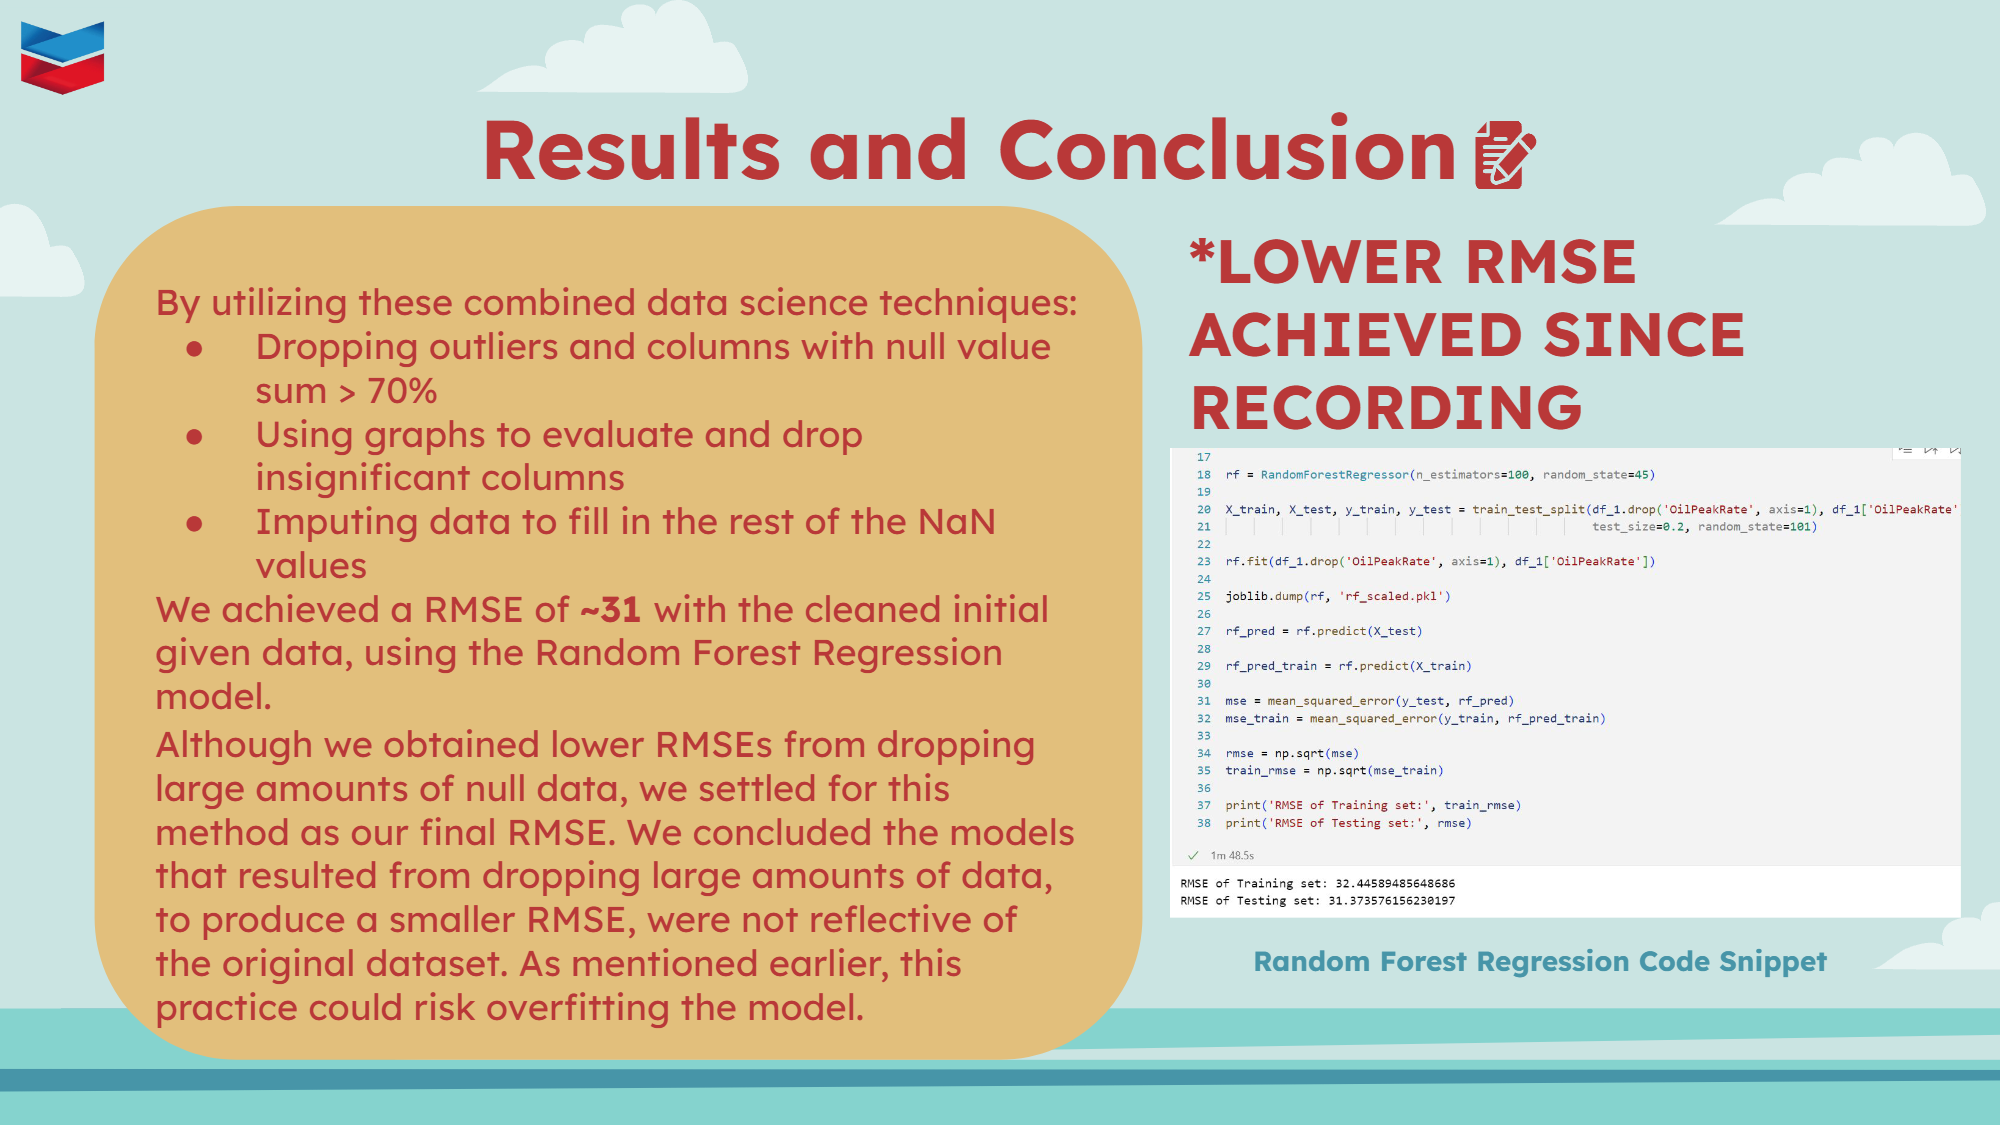 Results and Conclusion
By utilizing these combined data science techniques:
● Dropping outliers and columns with null value
sum > 70%
● Using graphs to evaluate and drop
insignificant columns
● Imputing data to fill in the rest of the NaN
values
We achieved a RMSE of ~31 with the cleaned initial
given data, using the Random Forest Regression
model.
Although we obtained lower RMSEs from dropping
large amounts of null data, we settled for this
method as our final RMSE. We concluded the models
that resulted from dropping large amounts of data,
to produce a smaller RMSE, were not reflective of
the original dataset. As mentioned earlier, this
practice could risk overfitting the model.
*LOWER RMSE
ACHIEVED SINCE
RECORDING
17
18 rf = RandomForestRegressor(n_estimators=100, random_state=45)
19
20 X_train, X_test, y_train, y_test = train_test_split(df_1.drop('OilPeakRate', axis=1), df_1['OilPeakRate'
21 test_size=0.2, random_state=101)
22
23 rf.fit(df_1.drop('OilPeakRate', axis=1), df_1['OilPeakRate'])
24
25 joblib.dump(rf, 'rf_scaled.pkl')
26
27 rf_pred = rf.predict(X_test)
28
29 rf_pred_train = rf.predict(X_train)
30
31 mse = mean_squared_error(y_test, rf_pred)
32 mse_train = mean_squared_error(y_train, rf_pred_train)
33
34 rmse = np.sqrt(mse)
35 train_rmse = np.sqrt(mse_train)
36
37 print('RMSE of Training set:', train_rmse)
38 print('RMSE of Testing set:', rmse)
✓ 1m 48.5s
RMSE of Training set: 32.44589485648686
RMSE of Testing set: 31.373576156230197
Random Forest Regression Code Snippet